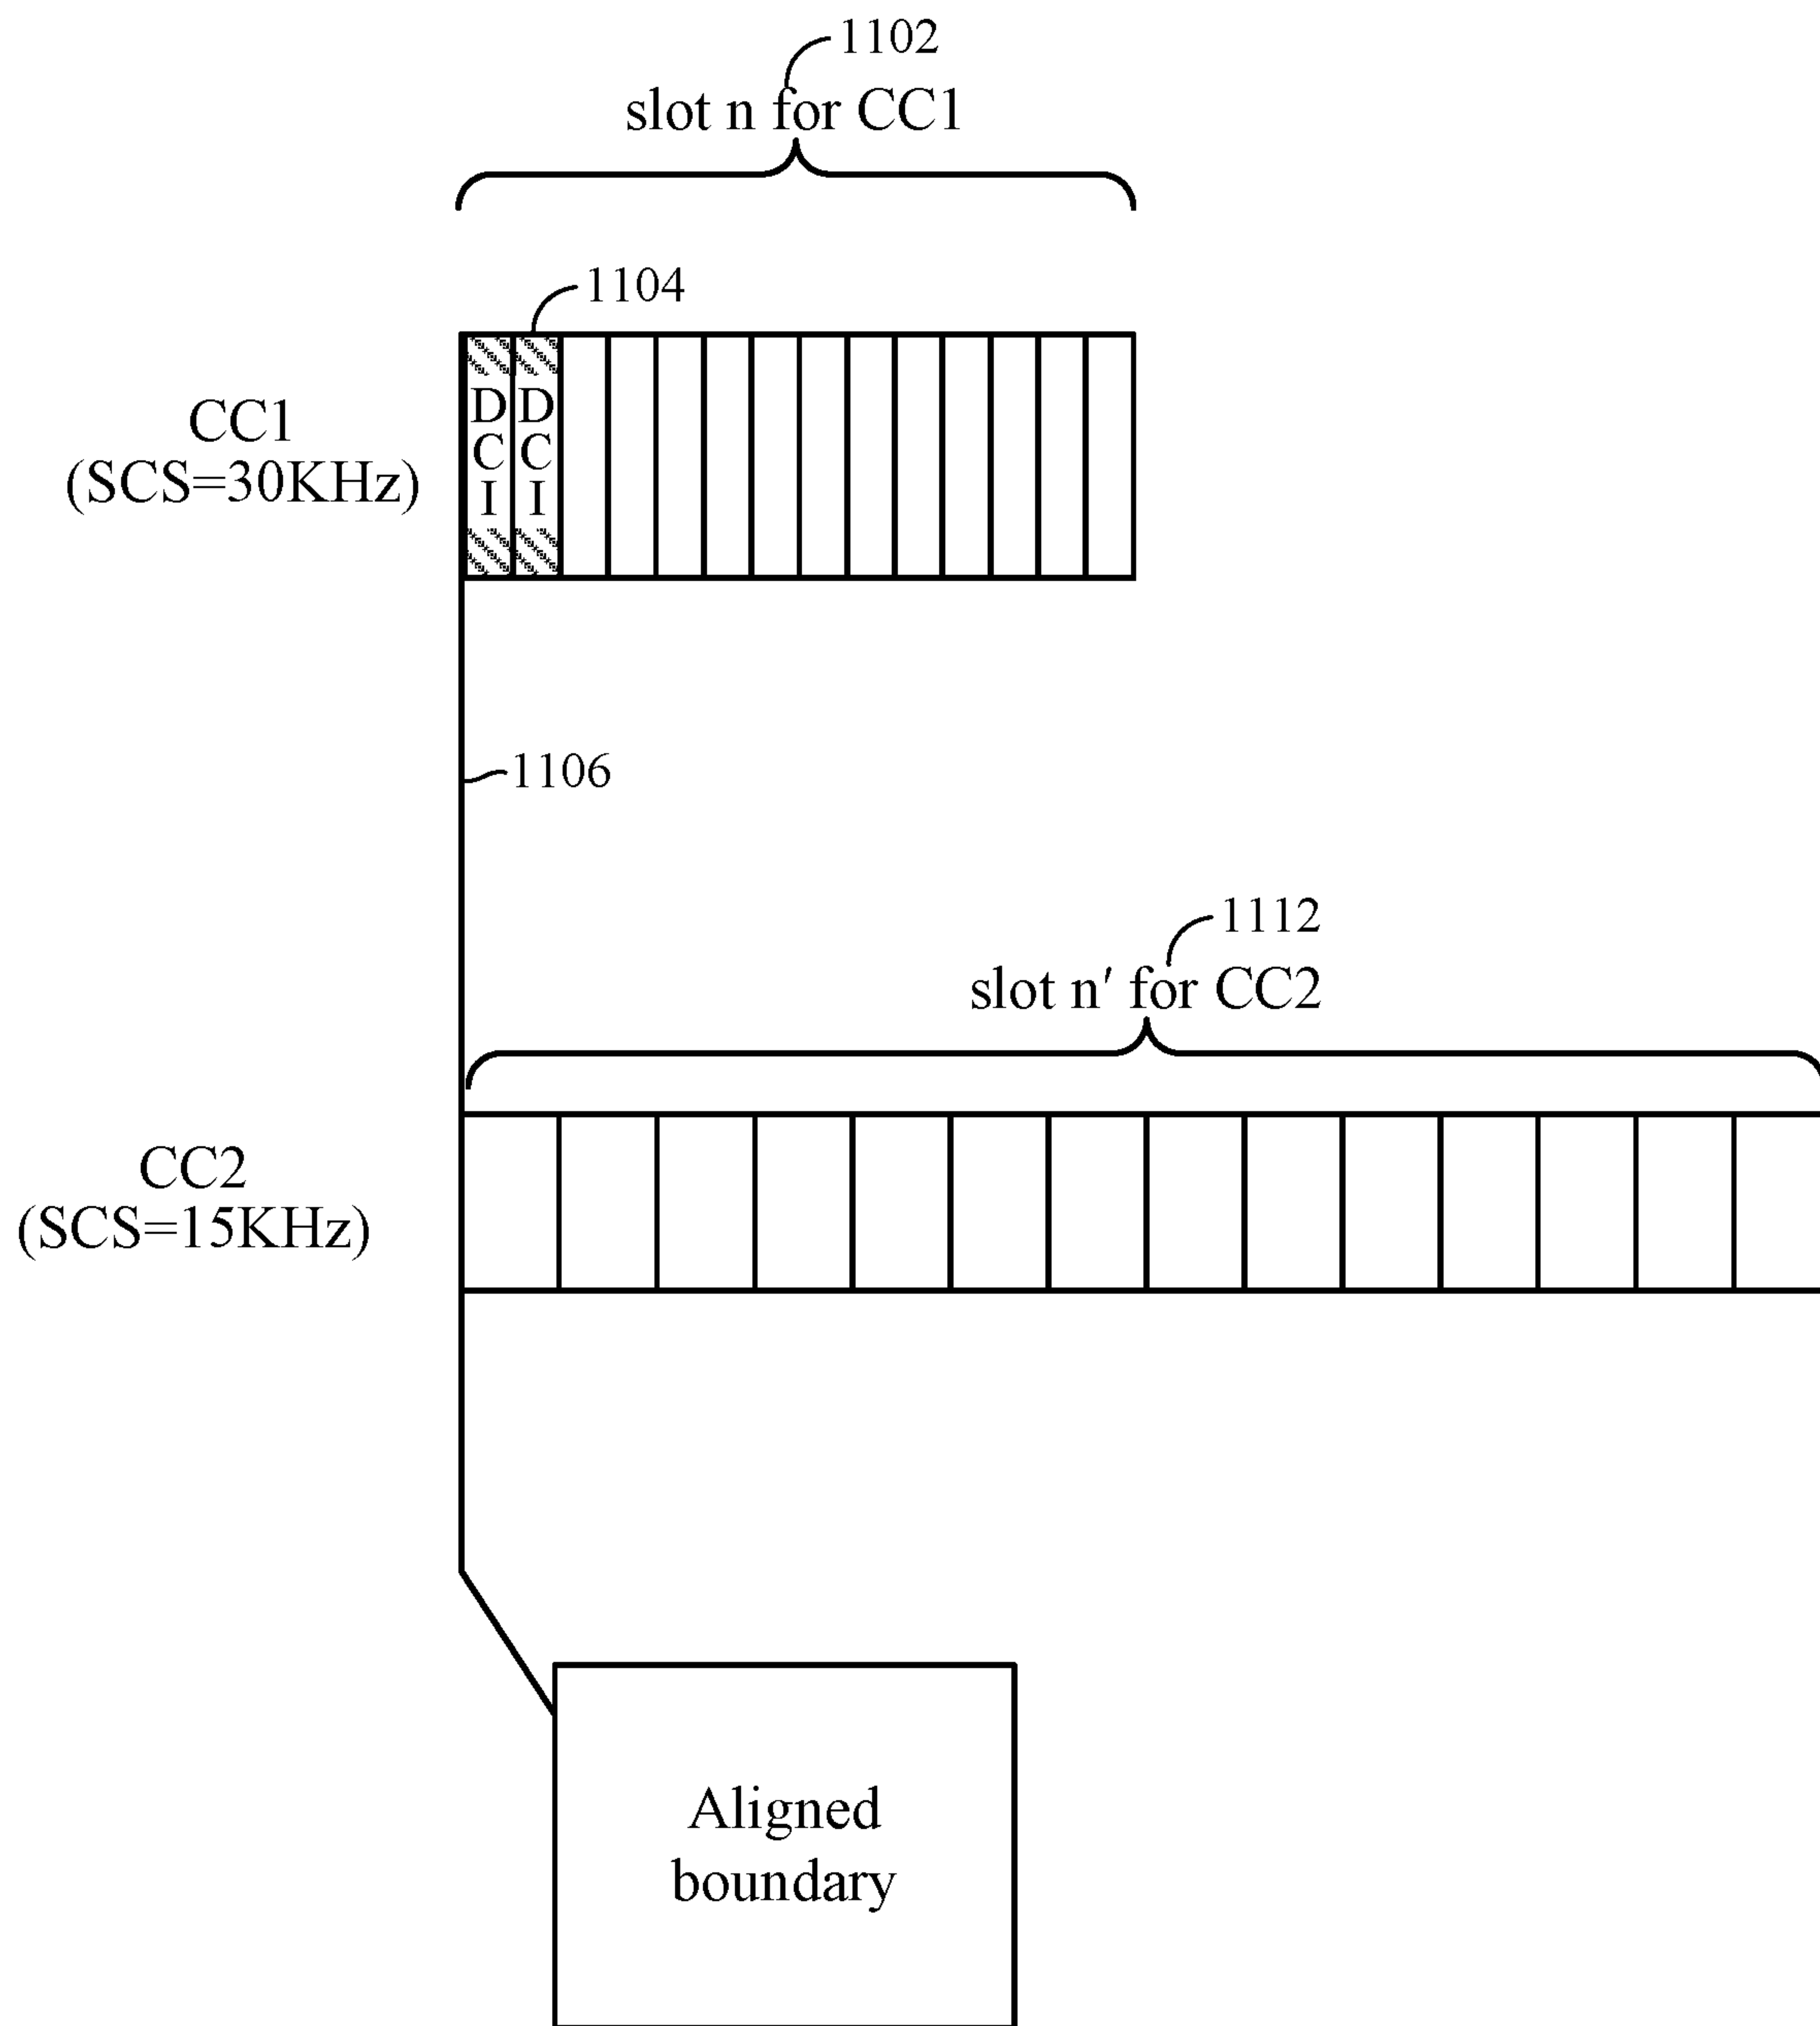 1102
slot n for CC1
1104
D D
C C
I I
CC1
(SCS=30KHz)
1106
1112
slot n' for CC2
CC2
(SCS=15KHz)
Aligned
boundary